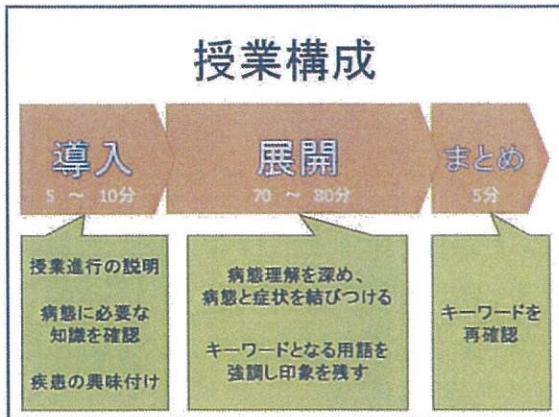 授業構成
導入
5 ～ 10分
展開
70 ～ 80分
まとめ
5分
授業進行の説明
病態に必要な
知識を確認
疾患の興味付け
病態理解を深め、
病態と症状を結びつける
キーワードとなる用語を
強調し印象を残す
キーワードを
再確認